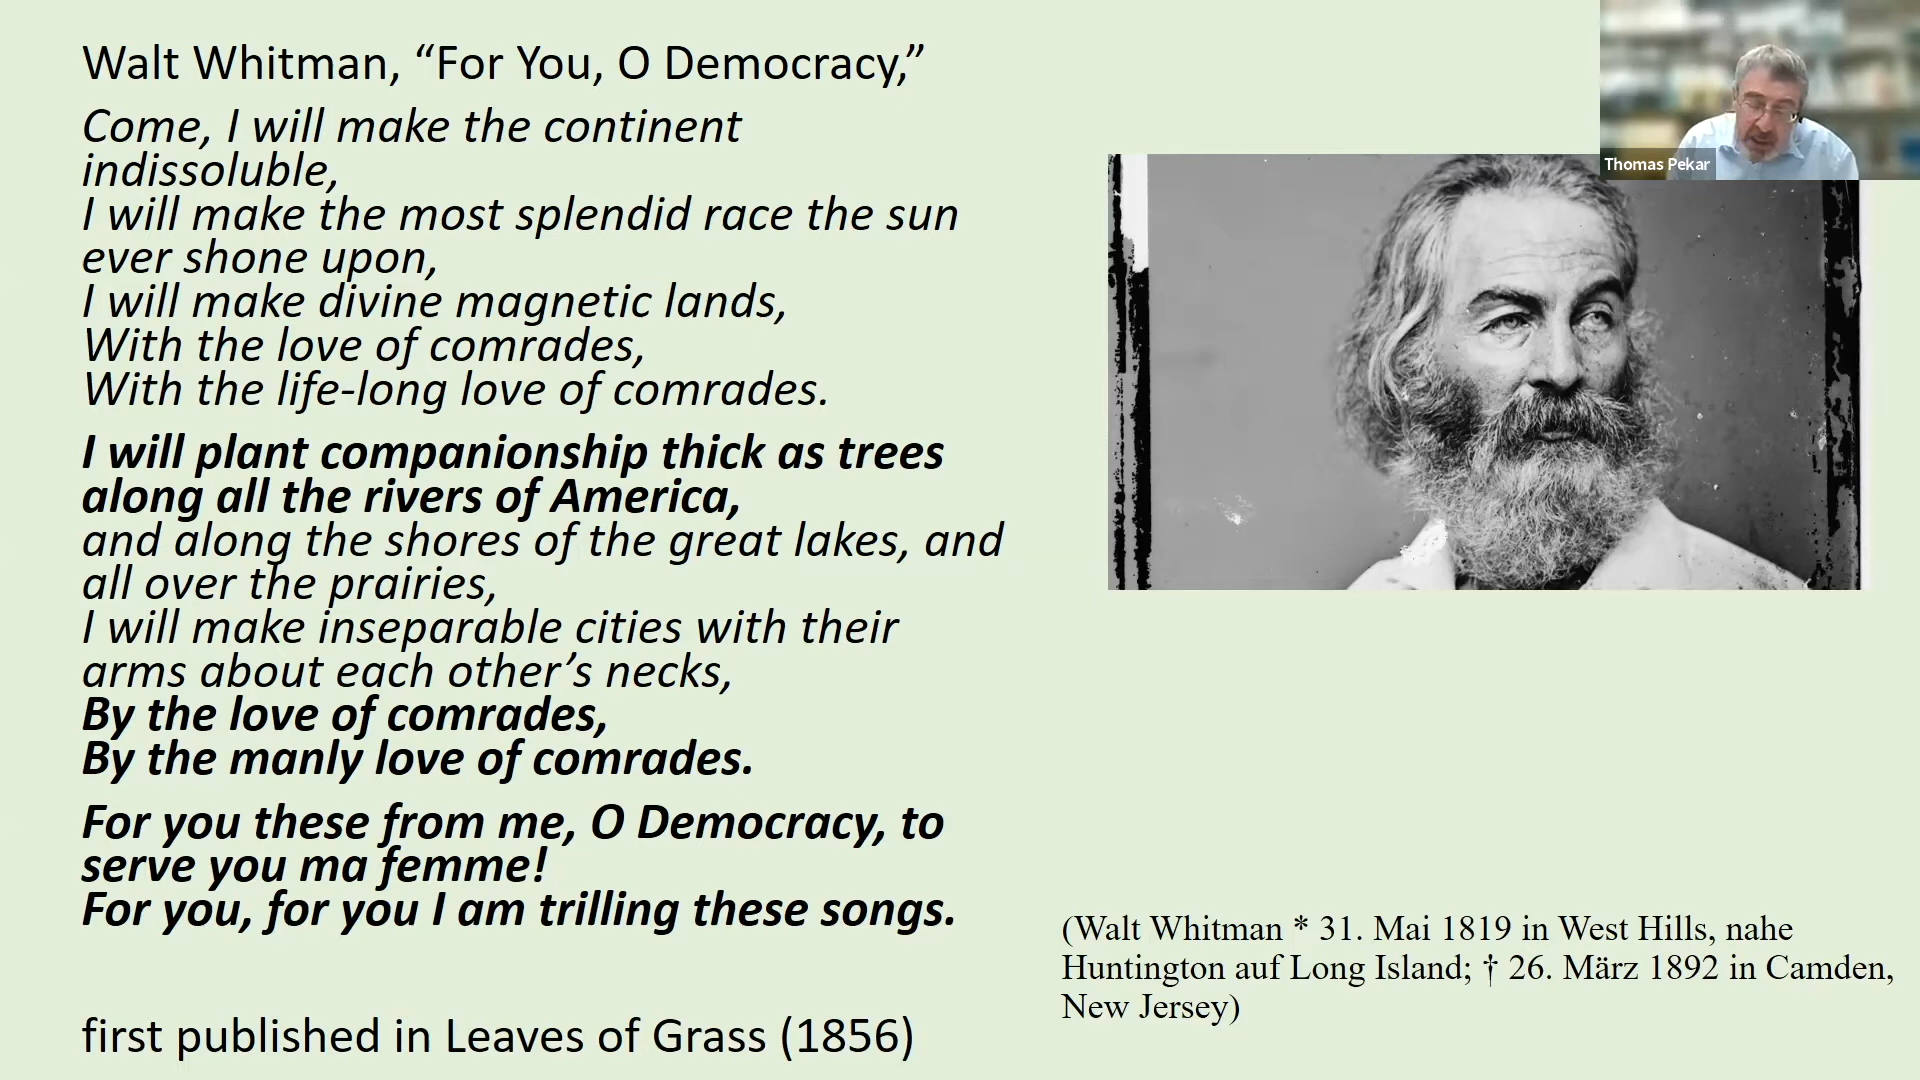 Walt Whitman, “For You, O Democracy,”
Come, I will make the continent
indissoluble,
I will make the most splendid race the sun
ever shone upon,
I will make divine magnetic lands,
With the love of comrades,
With the life-long love of comrades.
I will plant companionship thick as trees
along all the rivers of America,
and along the shores of the great lakes, and
all over the prairies,
I will make inseparable cities with their
arms about each other’s necks,
By the love of comrades,
By the manly love of comrades.
For you these from me, O Democracy, to
serve you ma femme!
For you, for you I am trilling these songs.
first published in Leaves of Grass (1856)
Thomas Pekar
(Walt Whitman * 31. Mai 1819 in West Hills, nahe
Huntington auf Long Island; † 26. März 1892 in Camden,
New Jersey)